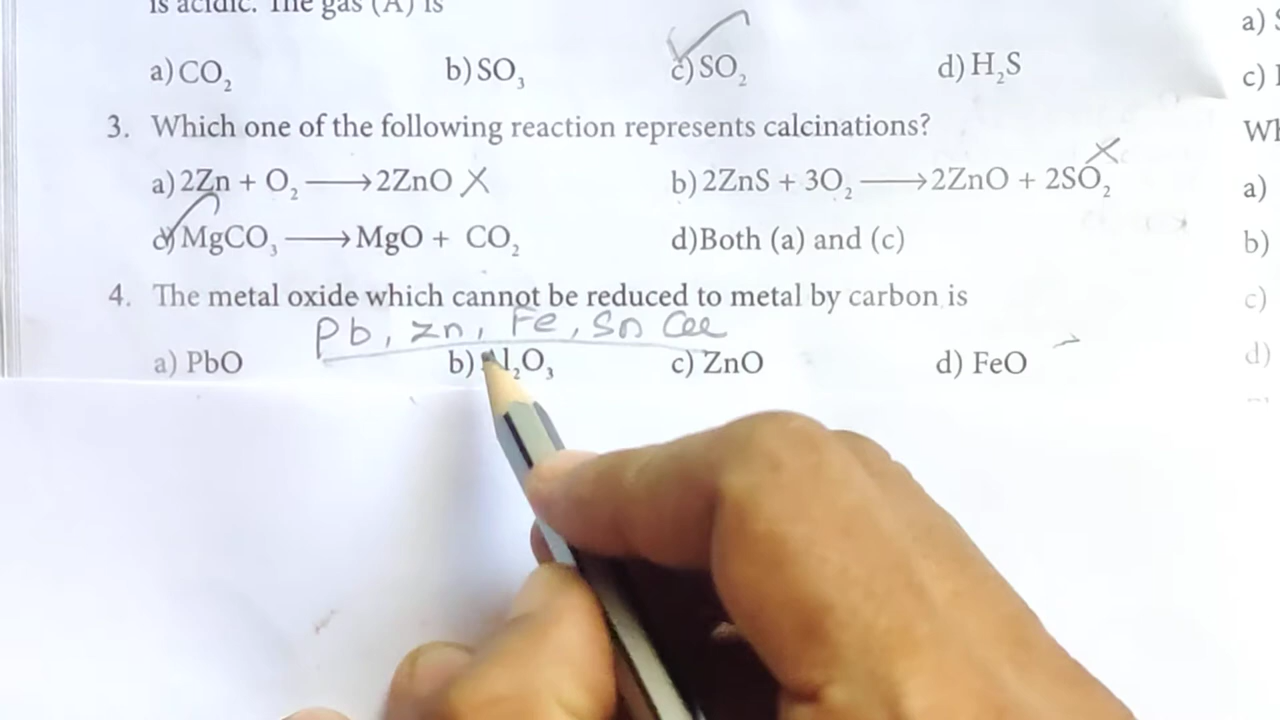 is acidic. The gas (A) is
a) CO₂ b) SO₃ c) SO₂ d) H₂S
3. Which one of the following reaction represents calcinations?
a) 2Zn + O₂ ⟶ 2ZnO X b) 2ZnS + 3O₂ ⟶ 2ZnO + 2SO₂ X
c) MgCO₃ ⟶ MgO + CO₂ d) Both (a) and (c)
4. The metal oxide which cannot be reduced to metal by carbon is
Pb, Zn, Fe, Sn
a) PbO b) Al₂O₃ c) ZnO d) FeO
a)
c)
a)
b)
c)
d)